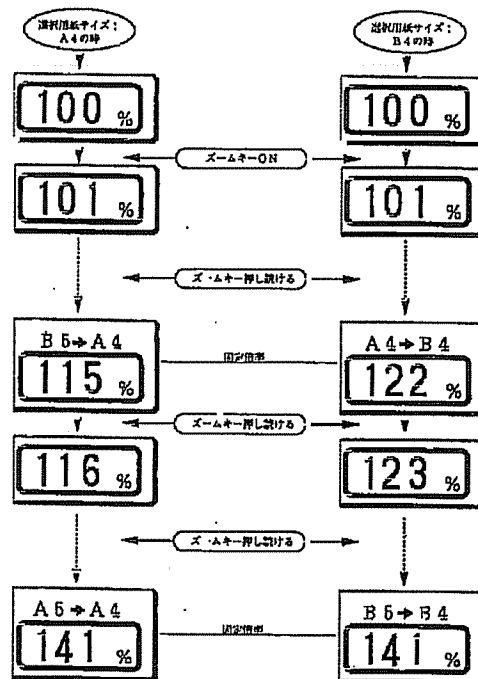 選択用紙サイズ：
A4の時
選択用紙サイズ：
B4の時
100 %
100 %
ズームキーON
101 %
101 %
ズームキー押し続ける
B5→A4
115 %
固定倍率
A4→B4
122 %
ズームキー押し続ける
116 %
123 %
ズームキー押し続ける
A5→A4
141 %
固定倍率
B5→B4
141 %